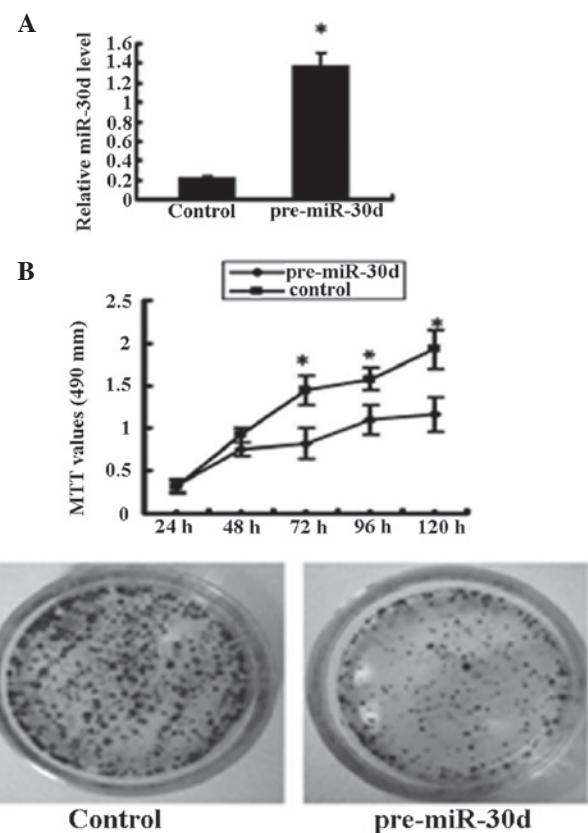 A
Relative miR-30d level
1.6
1.4
1.2
1
0.8
0.6
0.4
0.2
0
*
Control pre-miR-30d
B
pre-miR-30d
control
MTT values (490 mm)
2.5
2
1.5
1
0.5
0
* * *
24 h 48 h 72 h 96 h 120 h
Control pre-miR-30d